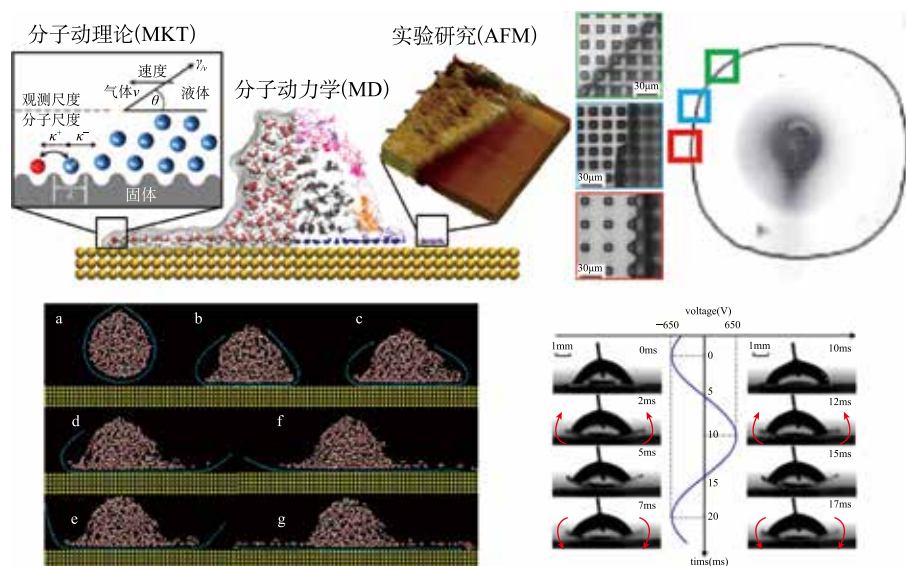 分子动理论(MKT)
速度
γlv
气体v
θ
液体
观测尺度
分子尺度
κ+
κ−
固体
分子动力学(MD)
实验研究(AFM)
30μm
30μm
30μm
a
b
c
d
f
e
g
voltage(V)
−650
650
1mm
0ms
2ms
5ms
7ms
0
5
10
15
20
1mm
10ms
12ms
15ms
17ms
tims(ms)